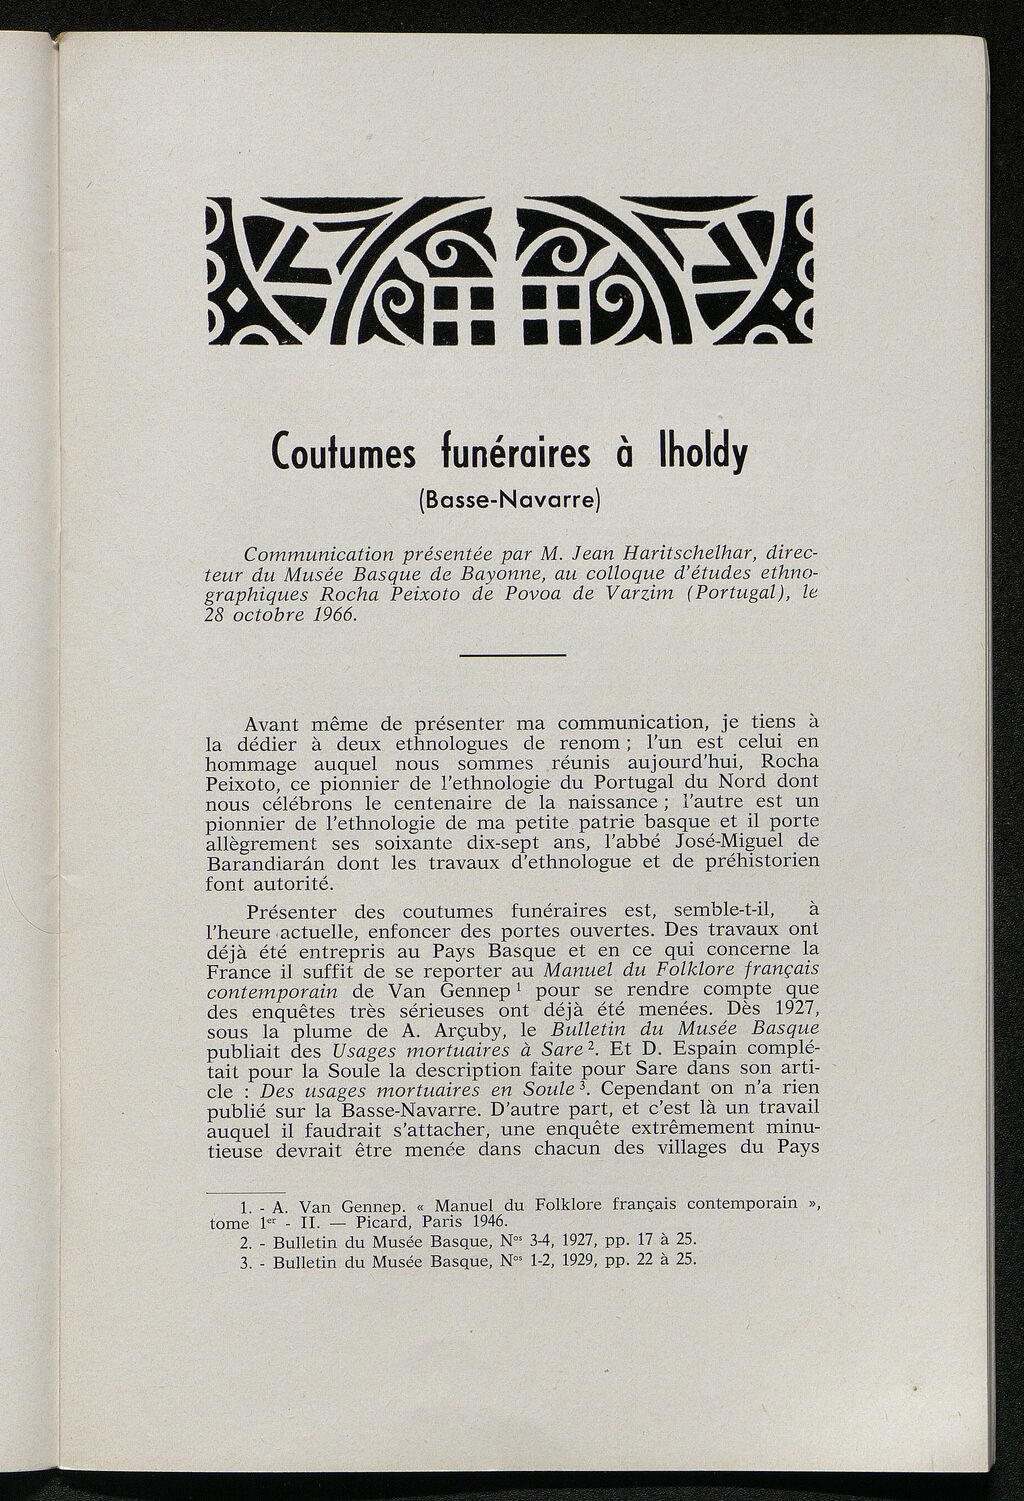 Coutumes funéraires à Iholdy
(Basse-Navarre)
Communication présentée par M. Jean Haritschelhar, direc-
teur du Musée Basque de Bayonne, au colloque d'études ethno-
graphiques Rocha Peixoto de Povoa de Varzim (Portugal), le
28 octobre 1966.
Avant même de présenter ma communication, je tiens à
la dédier à deux ethnologues de renom ; l'un est celui en
hommage auquel nous sommes réunis aujourd'hui, Rocha
Peixoto, ce pionnier de l'ethnologie du Portugal du Nord dont
nous célébrons le centenaire de la naissance ; l'autre est un
pionnier de l'ethnologie de ma petite patrie basque et il porte
allègrement ses soixante dix-sept ans, l'abbé José-Miguel de
Barandiarán dont les travaux d'ethnologue et de préhistorien
font autorité.
Présenter des coutumes funéraires est, semble-t-il, à
l'heure actuelle, enfoncer des portes ouvertes. Des travaux ont
déjà été entrepris au Pays Basque et en ce qui concerne la
France il suffit de se reporter au Manuel du Folklore français
contemporain de Van Gennep ¹ pour se rendre compte que
des enquêtes très sérieuses ont déjà été menées. Dès 1927,
sous la plume de A. Arçuby, le Bulletin du Musée Basque
publiait des Usages mortuaires à Sare ². Et D. Espain complé-
tait pour la Soule la description faite pour Sare dans son arti-
cle : Des usages mortuaires en Soule ³. Cependant on n'a rien
publié sur la Basse-Navarre. D'autre part, et c'est là un travail
auquel il faudrait s'attacher, une enquête extrêmement minu-
tieuse devrait être menée dans chacun des villages du Pays
1. - A. Van Gennep. « Manuel du Folklore français contemporain »,
tome 1er - II. — Picard, Paris 1946.
2. - Bulletin du Musée Basque, Nos 3-4, 1927, pp. 17 à 25.
3. - Bulletin du Musée Basque, Nos 1-2, 1929, pp. 22 à 25.